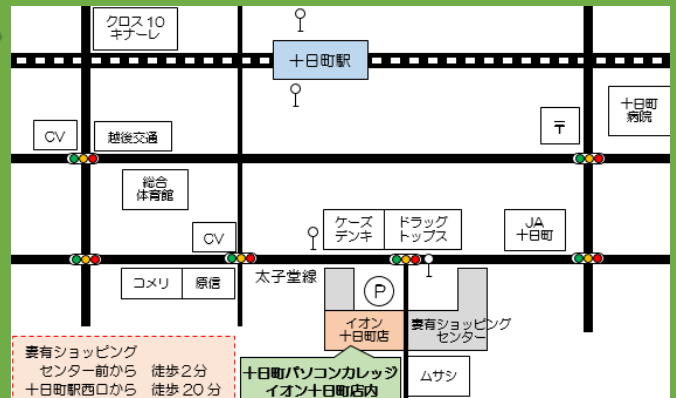 クロス10
キナーレ
十日町駅
十日町
病院
〒
CV
越後交通
総合
体育館
ケーズ
デンキ
ドラッグ
トップス
JA
十日町
CV
コメリ
原信
太子堂線
P
イオン
十日町店
妻有ショッピング
センター
妻有ショッピング
センター前から 徒歩2分
十日町駅西口から 徒歩20分
十日町パソコンカレッジ
イオン十日町店内
ムサシ